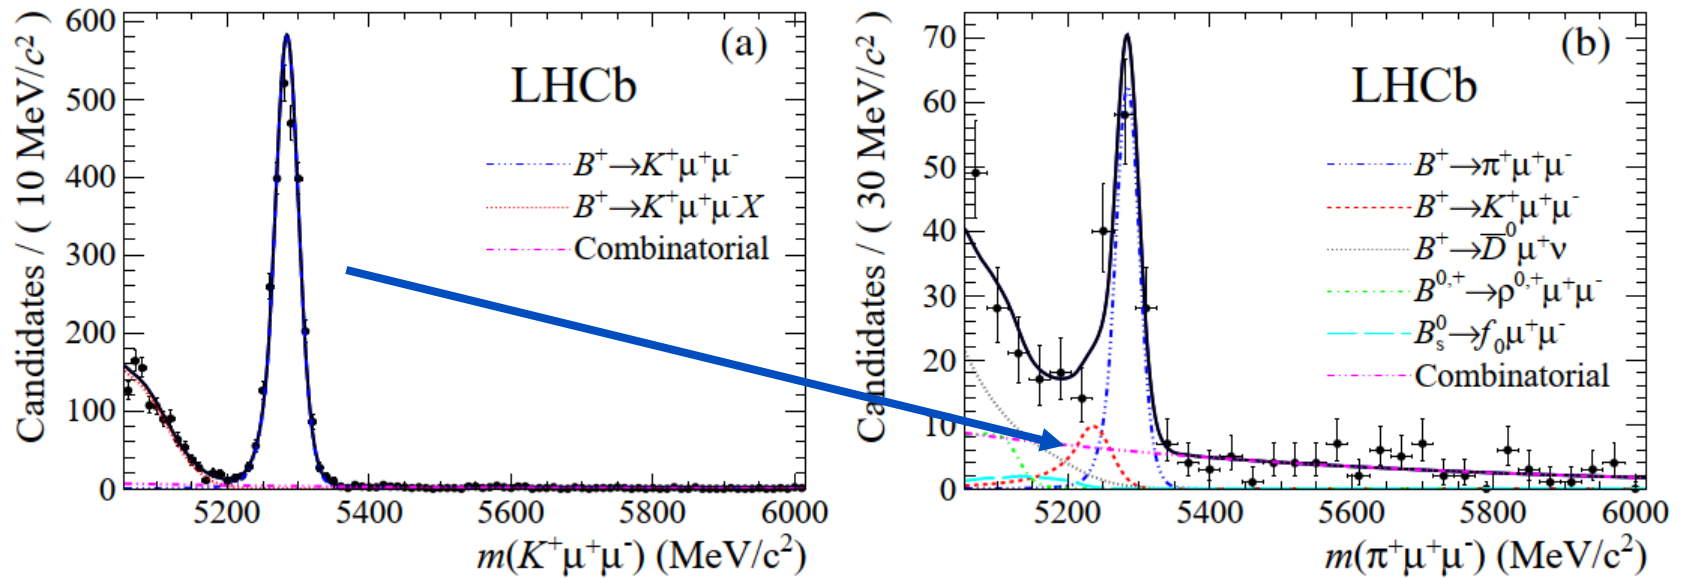 (a)
LHCb
B⁺→K⁺μ⁺μ⁻
B⁺→K⁺μ⁺μ⁻X
Combinatorial
Candidates / ( 10 MeV/c² )
600
500
400
300
200
100
0
5200 5400 5600 5800 6000
m(K⁺μ⁺μ⁻) (MeV/c²)
(b)
LHCb
B⁺→π⁺μ⁺μ⁻
B⁺→K⁺μ⁺μ⁻
B⁺→D̅⁰μ⁺ν
B⁰,⁺→ρ⁰,⁺μ⁺μ⁻
B⁰ₛ→f₀μ⁺μ⁻
Combinatorial
Candidates / ( 30 MeV/c² )
70
60
50
40
30
20
10
0
5200 5400 5600 5800 6000
m(π⁺μ⁺μ⁻) (MeV/c²)